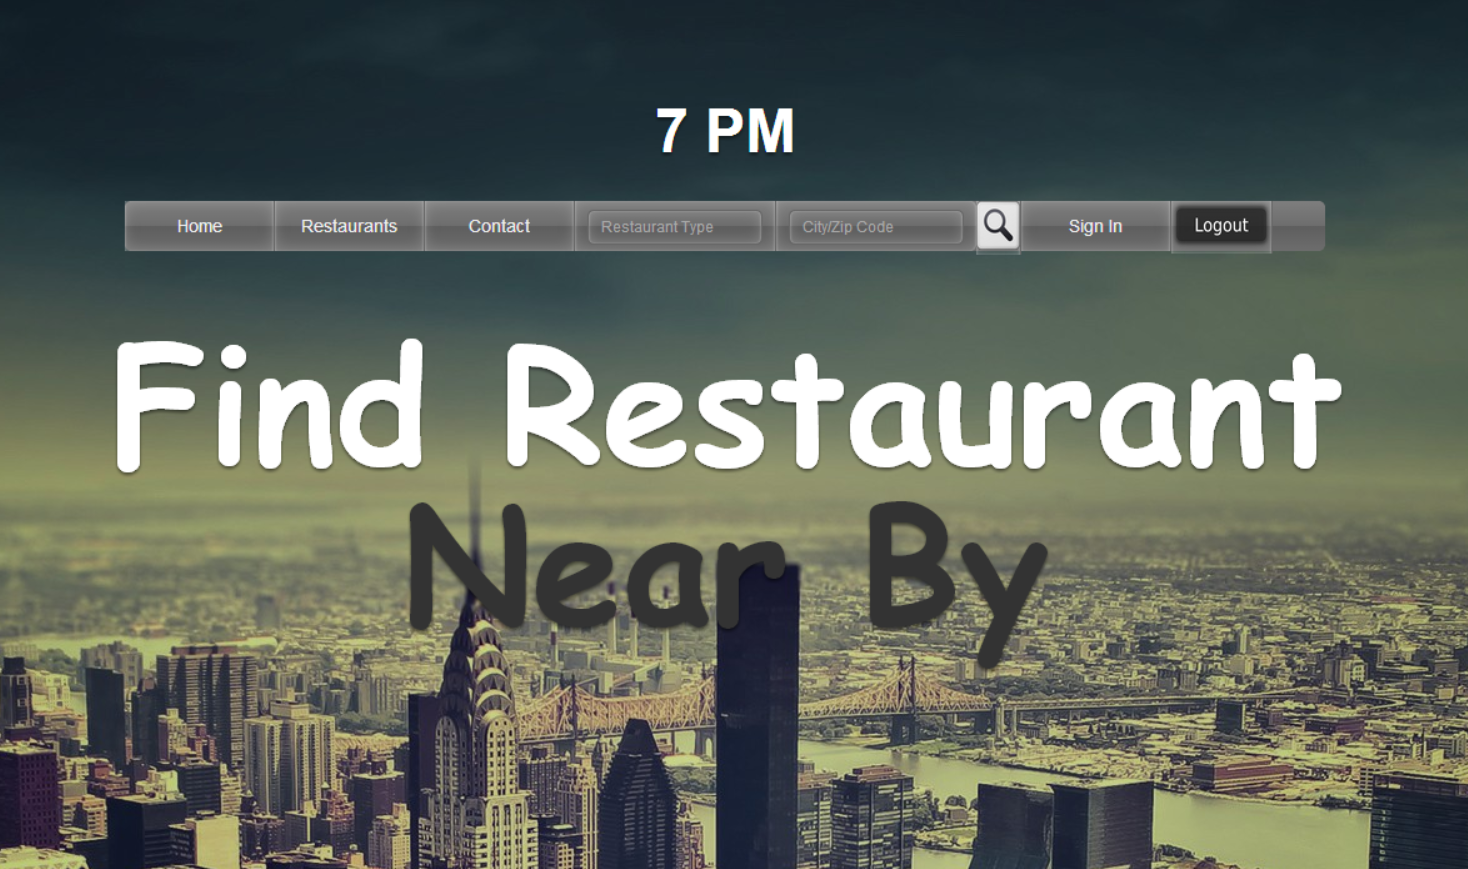 7 PM
Home Restaurants Contact Restaurant Type City/Zip Code Sign In Logout
Find Restaurant
Near By